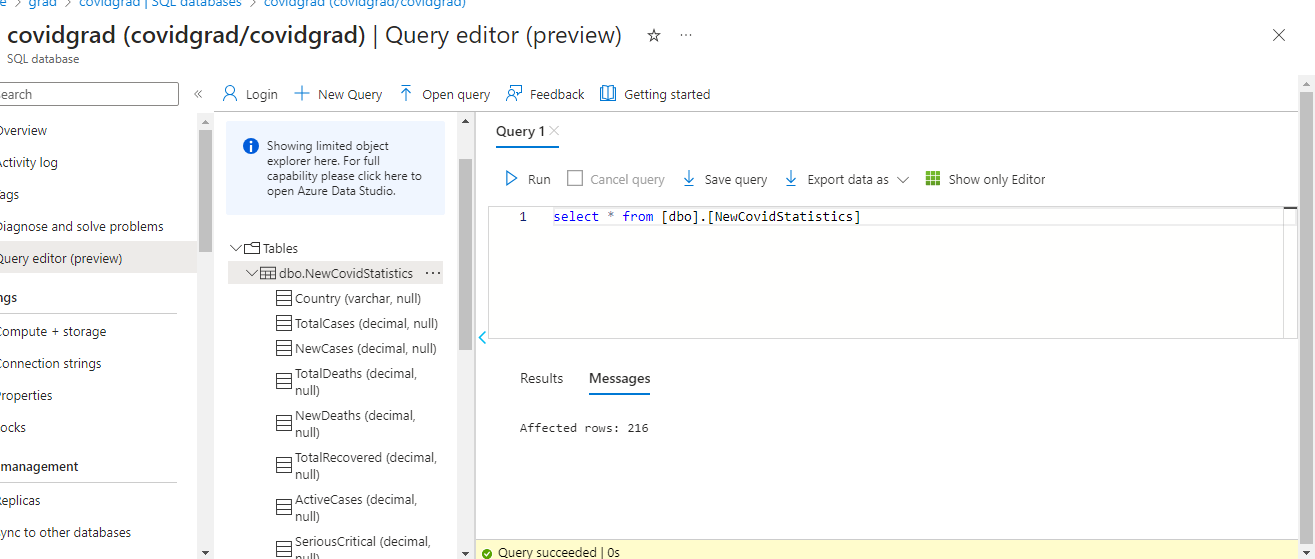 grad > covidgrad | SQL databases > covidgrad (covidgrad/covidgrad)
covidgrad (covidgrad/covidgrad) | Query editor (preview) ☆ ...
SQL database
earch
«
Login
New Query
Open query
Feedback
Getting started
Overview
Activity log
ags
Diagnose and solve problems
Query editor (preview)
ngs
Compute + storage
Connection strings
roperties
ocks
management
Replicas
ync to other databases
Showing limited object
explorer here. For full
capability please click here to
open Azure Data Studio.
Tables
dbo.NewCovidStatistics ...
Country (varchar, null)
TotalCases (decimal, null)
NewCases (decimal, null)
TotalDeaths (decimal,
null)
NewDeaths (decimal,
null)
TotalRecovered (decimal,
null)
ActiveCases (decimal,
null)
SeriousCritical (decimal,
null)
Query 1
Run
Cancel query
Save query
Export data as
Show only Editor
1 select * from [dbo].[NewCovidStatistics]
Results
Messages
Affected rows: 216
Query succeeded | 0s